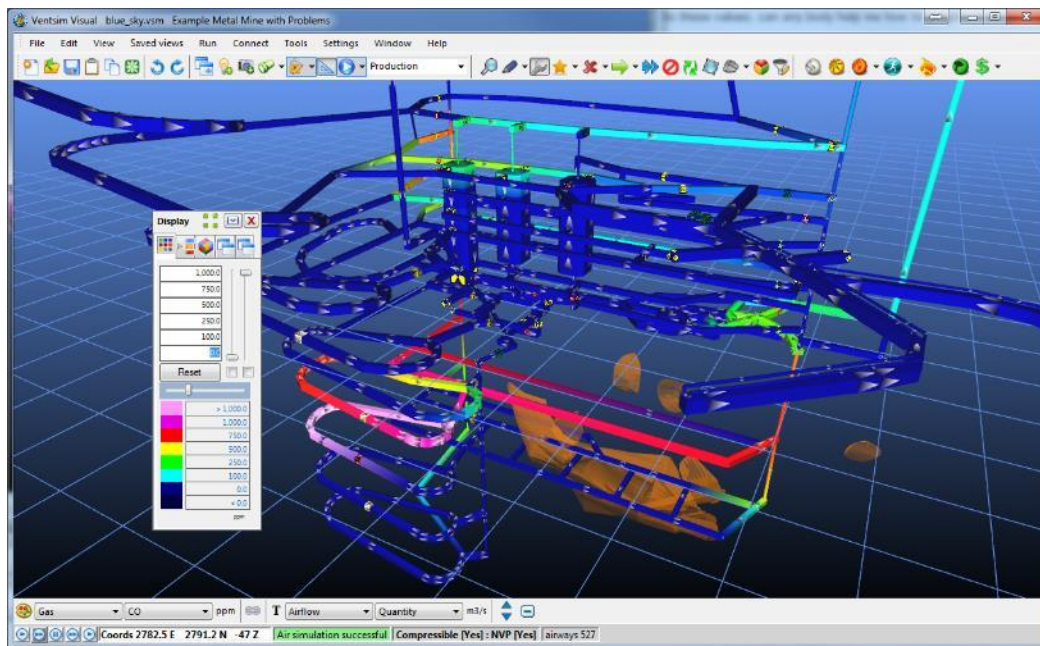 Ventsim Visual blue_sky.vsm Example Metal Mine with Problems
File Edit View Saved views Run Connect Tools Settings Window Help
Production
Display
1,000.0
750.0
500.0
250.0
100.0
0.0
Reset
> 1,000.0
1,000.0
750.0
500.0
250.0
100.0
0.0
< 0.0
ppm
Gas CO ppm T Airflow Quantity m3/s
Coords 2782.5 E 2791.2 N -47 Z Air simulation successful Compressible [Yes] : NVP [Yes] airways 527